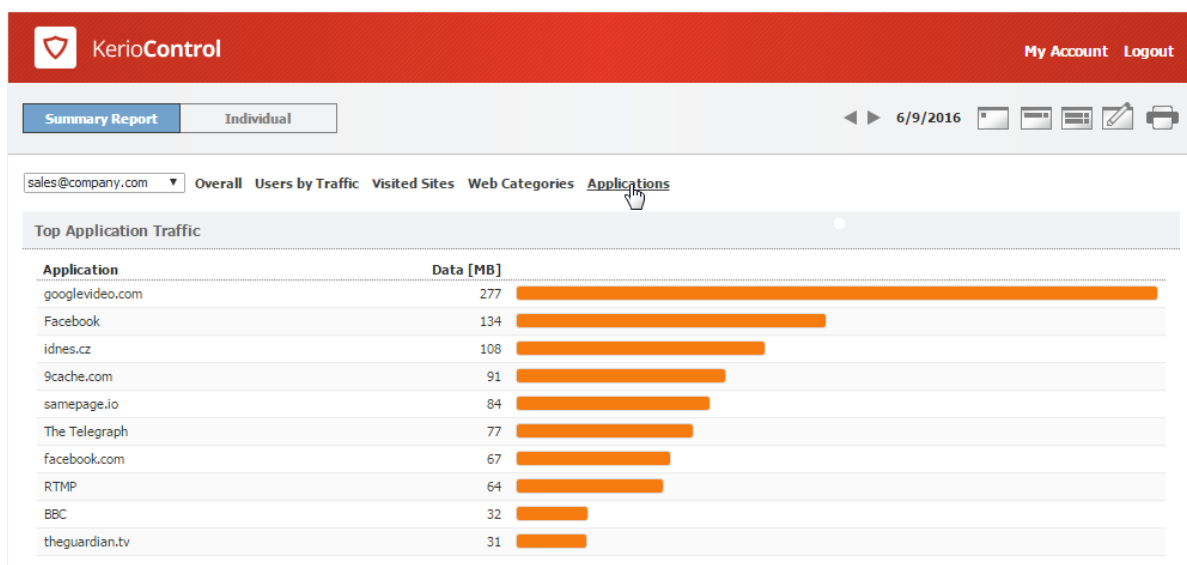 KerioControl
My Account Logout
Summary Report Individual 6/9/2016
sales@company.com Overall Users by Traffic Visited Sites Web Categories Applications
Top Application Traffic
Application Data [MB]
googlevideo.com 277
Facebook 134
idnes.cz 108
9cache.com 91
samepage.io 84
The Telegraph 77
facebook.com 67
RTMP 64
BBC 32
theguardian.tv 31